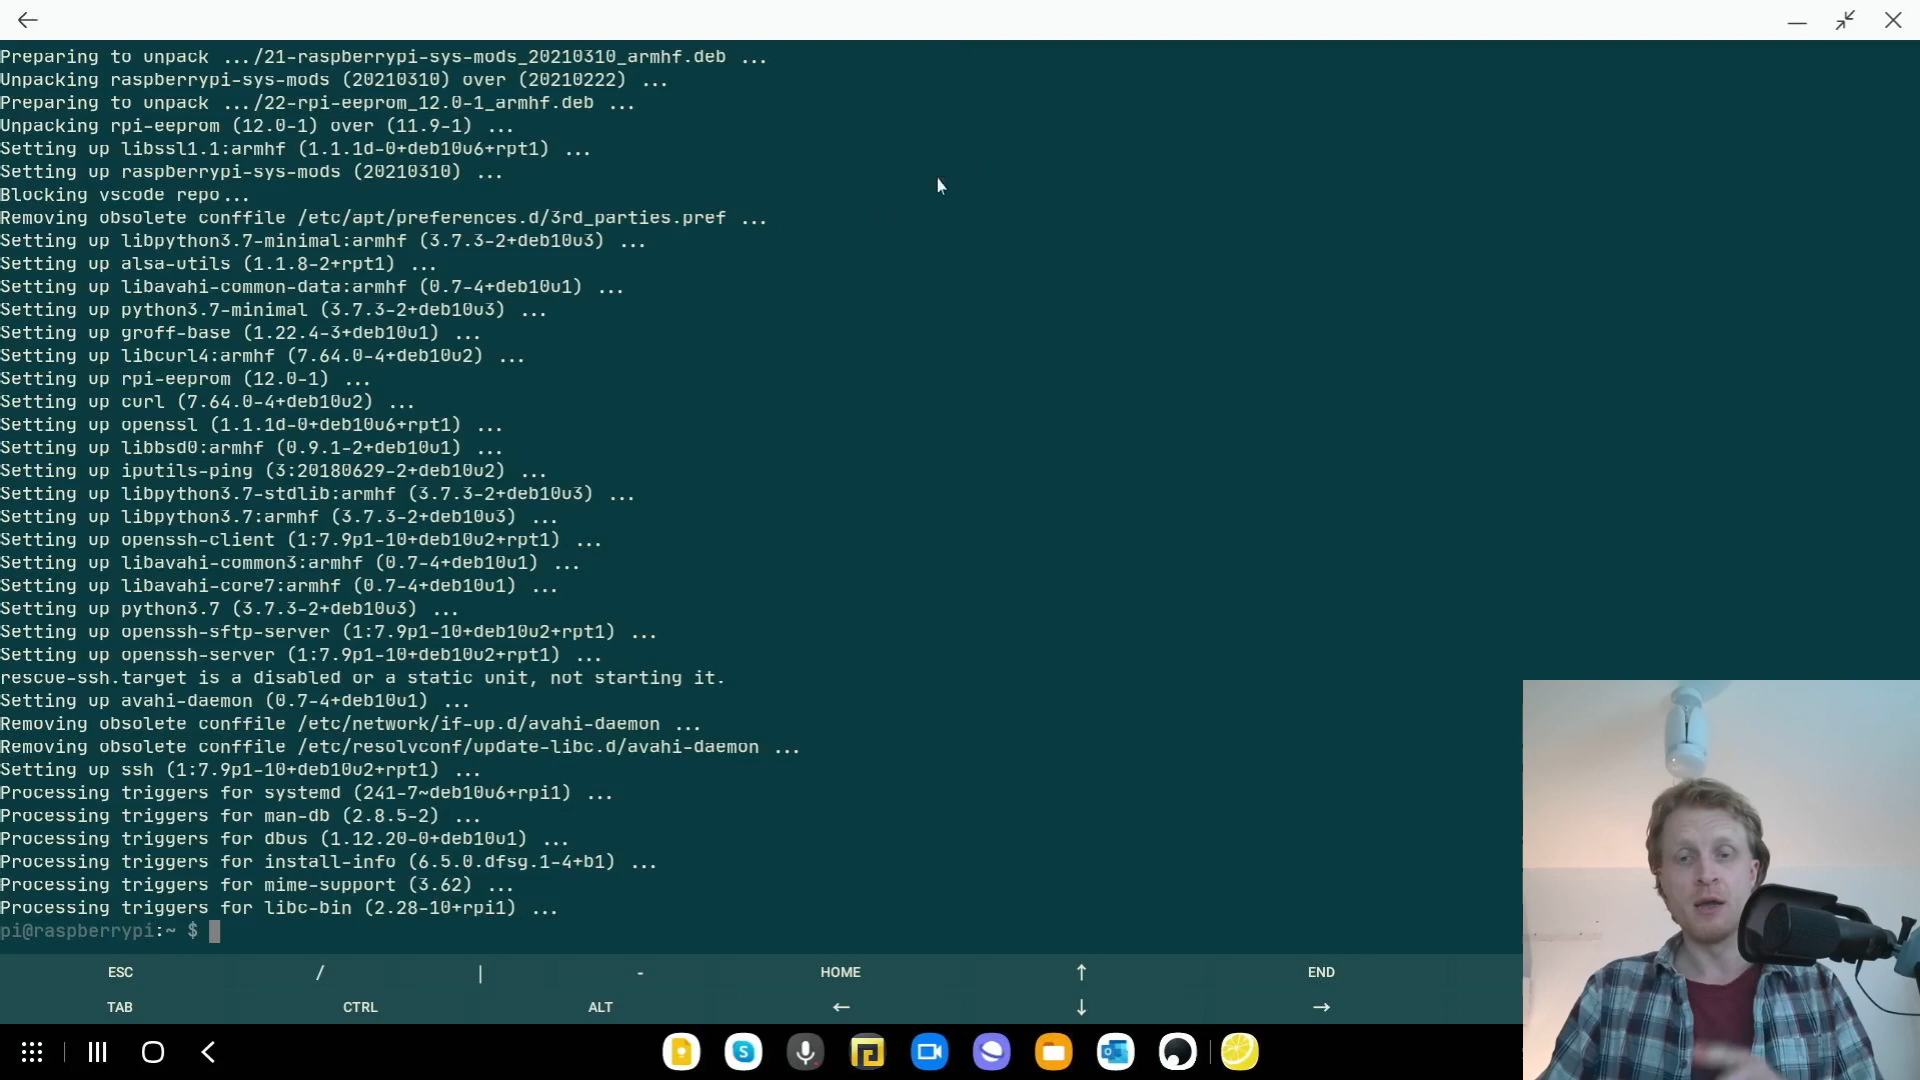 Preparing to unpack .../21-raspberrypi-sys-mods_20210310_armhf.deb ...
Unpacking raspberrypi-sys-mods (20210310) over (20210222) ...
Preparing to unpack .../22-rpi-eeprom_12.0-1_armhf.deb ...
Unpacking rpi-eeprom (12.0-1) over (11.9-1) ...
Setting up libssl1.1:armhf (1.1.1d-0+deb10u6+rpt1) ...
Setting up raspberrypi-sys-mods (20210310) ...
Blocking vscode repo...
Removing obsolete conffile /etc/apt/preferences.d/3rd_parties.pref ...
Setting up libpython3.7-minimal:armhf (3.7.3-2+deb10u3) ...
Setting up alsa-utils (1.1.8-2+rpt1) ...
Setting up libavahi-common-data:armhf (0.7-4+deb10u1) ...
Setting up python3.7-minimal (3.7.3-2+deb10u3) ...
Setting up groff-base (1.22.4-3+deb10u1) ...
Setting up libcurl4:armhf (7.64.0-4+deb10u2) ...
Setting up rpi-eeprom (12.0-1) ...
Setting up curl (7.64.0-4+deb10u2) ...
Setting up openssl (1.1.1d-0+deb10u6+rpt1) ...
Setting up libbsd0:armhf (0.9.1-2+deb10u1) ...
Setting up iputils-ping (3:20180629-2+deb10u2) ...
Setting up libpython3.7-stdlib:armhf (3.7.3-2+deb10u3) ...
Setting up libpython3.7:armhf (3.7.3-2+deb10u3) ...
Setting up openssh-client (1:7.9p1-10+deb10u2+rpt1) ...
Setting up libavahi-common3:armhf (0.7-4+deb10u1) ...
Setting up libavahi-core7:armhf (0.7-4+deb10u1) ...
Setting up python3.7 (3.7.3-2+deb10u3) ...
Setting up openssh-sftp-server (1:7.9p1-10+deb10u2+rpt1) ...
Setting up openssh-server (1:7.9p1-10+deb10u2+rpt1) ...
rescue-ssh.target is a disabled or a static unit, not starting it.
Setting up avahi-daemon (0.7-4+deb10u1) ...
Removing obsolete conffile /etc/network/if-up.d/avahi-daemon ...
Removing obsolete conffile /etc/resolvconf/update-libc.d/avahi-daemon ...
Setting up ssh (1:7.9p1-10+deb10u2+rpt1) ...
Processing triggers for systemd (241-7~deb10u6+rpi1) ...
Processing triggers for man-db (2.8.5-2) ...
Processing triggers for dbus (1.12.20-0+deb10u1) ...
Processing triggers for install-info (6.5.0.dfsg.1-4+b1) ...
Processing triggers for mime-support (3.62) ...
Processing triggers for libc-bin (2.28-10+rpi1) ...
pi@raspberrypi:~ $
ESC / | - HOME ↑ END
TAB CTRL ALT ← ↓ →